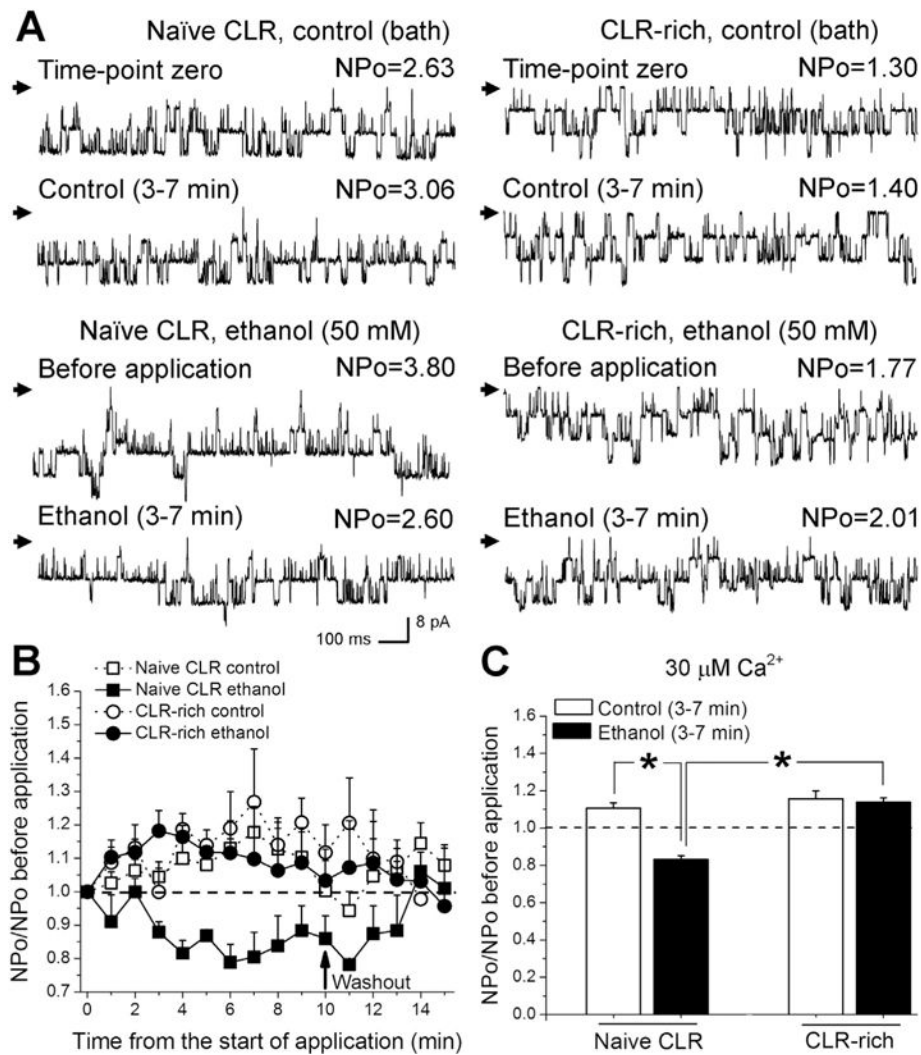 A
Naïve CLR, control (bath)
Time-point zero NPo=2.63
Control (3-7 min) NPo=3.06
Naïve CLR, ethanol (50 mM)
Before application NPo=3.80
Ethanol (3-7 min) NPo=2.60
100 ms
8 pA
CLR-rich, control (bath)
Time-point zero NPo=1.30
Control (3-7 min) NPo=1.40
CLR-rich, ethanol (50 mM)
Before application NPo=1.77
Ethanol (3-7 min) NPo=2.01
B
Naive CLR control
Naive CLR ethanol
CLR-rich control
CLR-rich ethanol
NPo/NPo before application
1.6
1.5
1.4
1.3
1.2
1.1
1.0
0.9
0.8
0.7
Washout
0 2 4 6 8 10 12 14
Time from the start of application (min)
C
30 μM Ca²⁺
Control (3-7 min)
Ethanol (3-7 min)
NPo/NPo before application
1.6
1.4
1.2
1.0
0.8
0.6
0.4
0.2
0.0
* *
Naive CLR CLR-rich